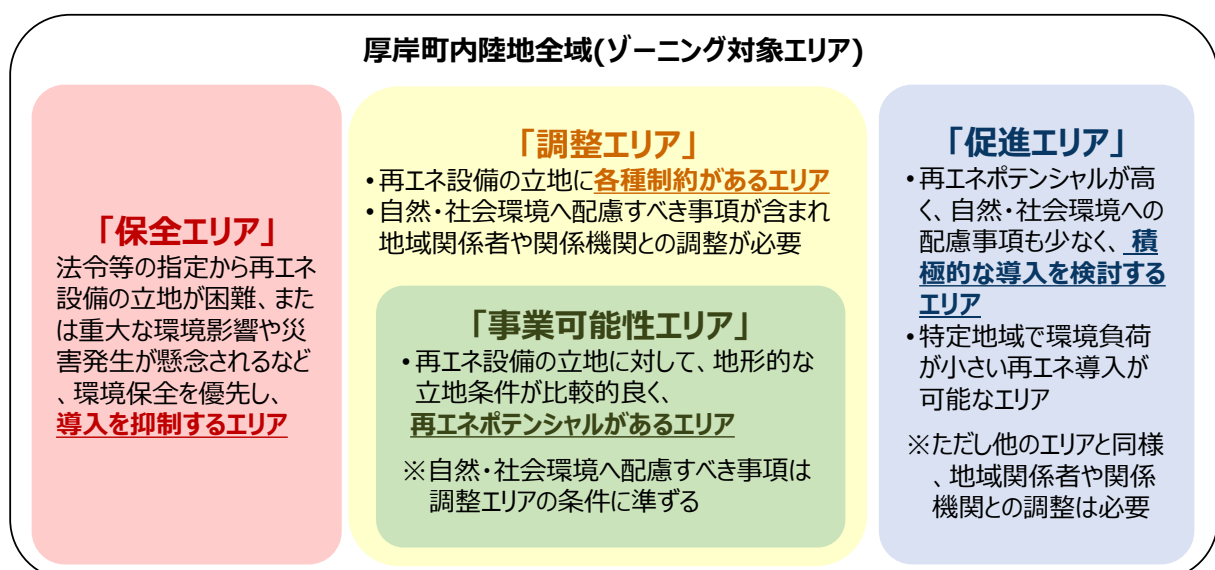 厚岸町内陸地全域(ゾーニング対象エリア)
「保全エリア」
法令等の指定から再エネ
設備の立地が困難、また
は重大な環境影響や災
害発生が懸念されるなど
、環境保全を優先し、
導入を抑制するエリア
「調整エリア」
•再エネ設備の立地に各種制約があるエリア
•自然・社会環境へ配慮すべき事項が含まれ
地域関係者や関係機関との調整が必要
「事業可能性エリア」
•再エネ設備の立地に対して、地形的な
立地条件が比較的良く、
再エネポテンシャルがあるエリア
※自然・社会環境へ配慮すべき事項は
調整エリアの条件に準ずる
「促進エリア」
•再エネポテンシャルが高
く、自然・社会環境への
配慮事項も少なく、積
極的な導入を検討する
エリア
•特定地域で環境負荷
が小さい再エネ導入が
可能なエリア
※ただし他のエリアと同様
、地域関係者や関係
機関との調整は必要